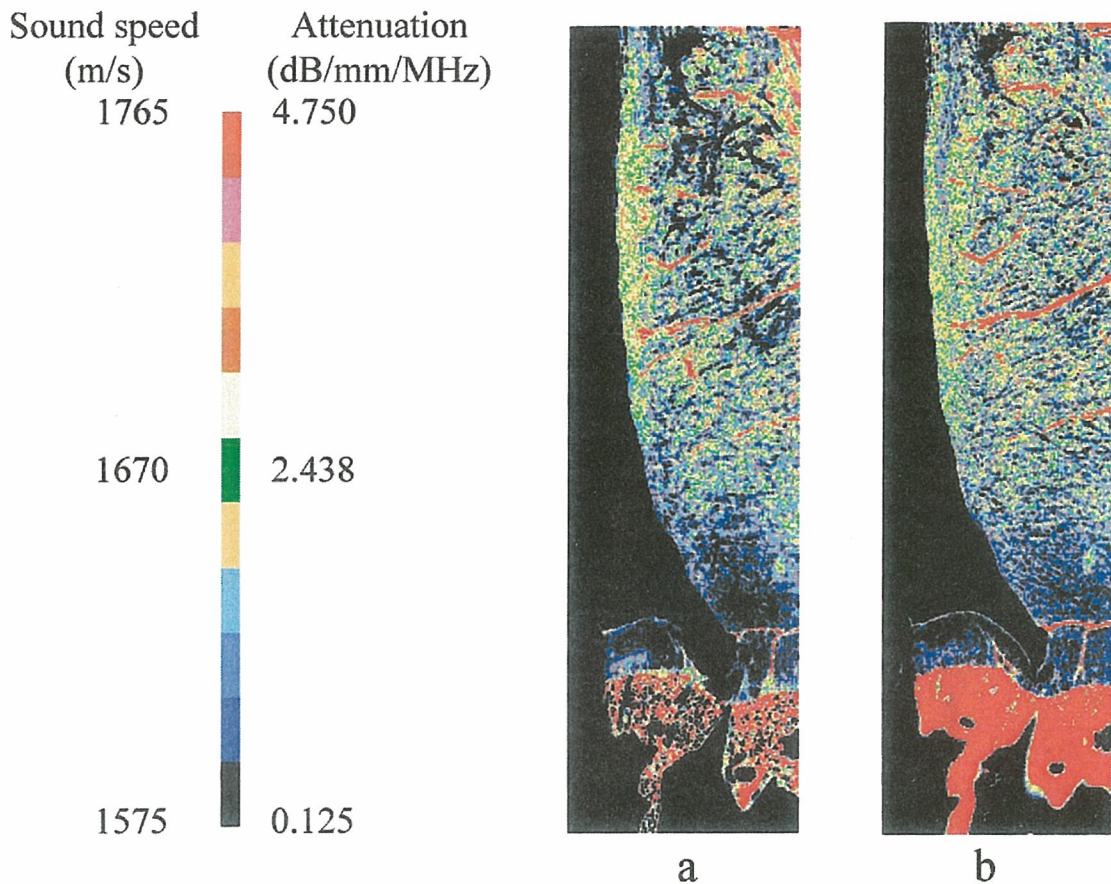 Sound speed
(m/s)
Attenuation
(dB/mm/MHz)
1765
4.750
1670
2.438
1575
0.125
a
b